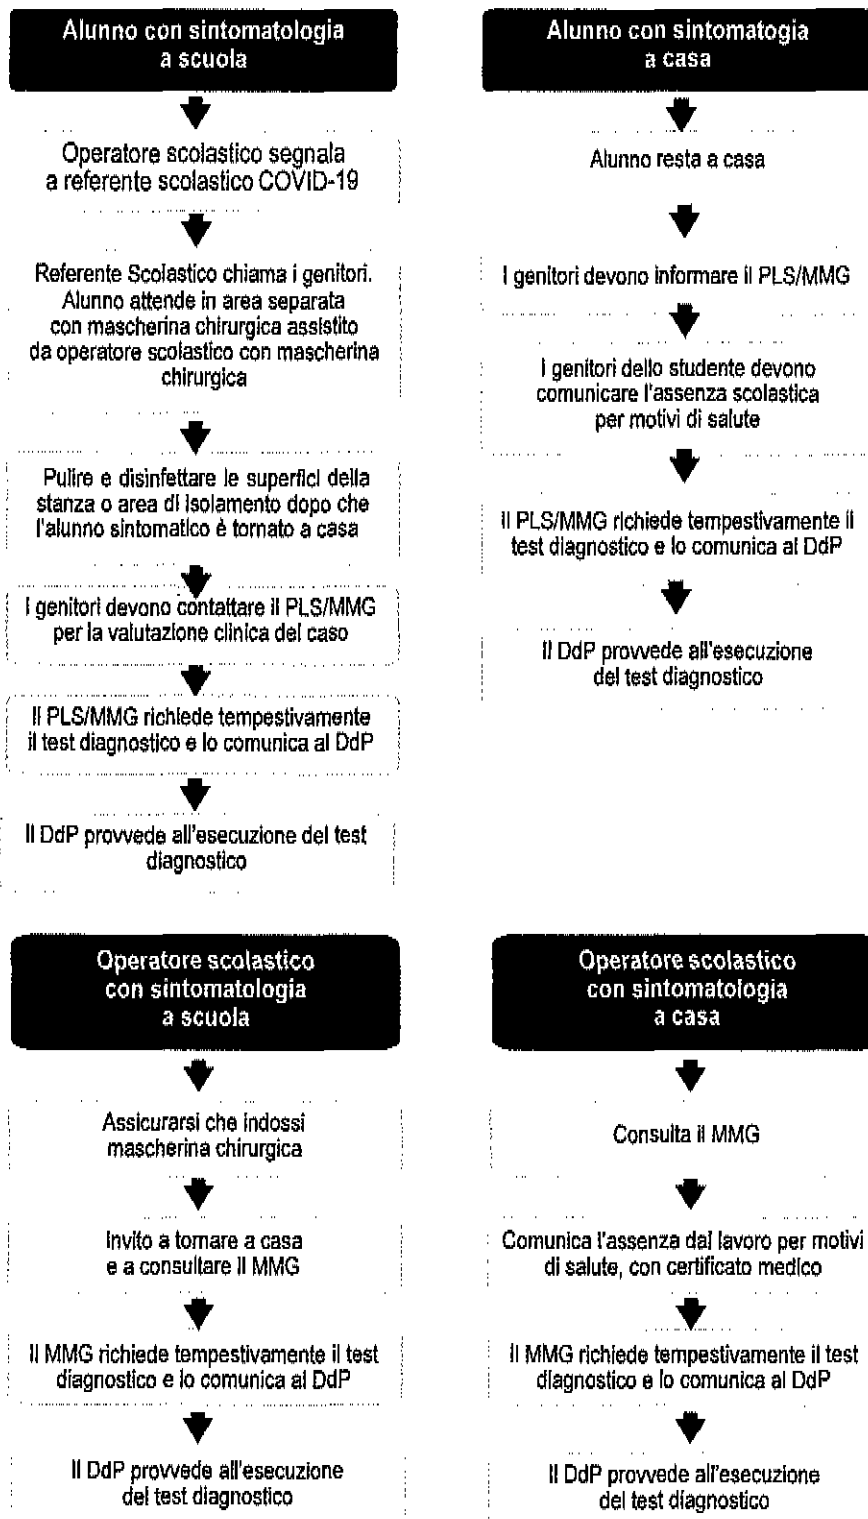 Alunno con sintomatologia
a scuola
Operatore scolastico segnala
a referente scolastico COVID-19
Referente Scolastico chiama i genitori.
Alunno attende in area separata
con mascherina chirurgica assistito
da operatore scolastico con mascherina
chirurgica
Pulire e disinfettare le superfici della
stanza o area di isolamento dopo che
l'alunno sintomatico è tornato a casa
I genitori devono contattare il PLS/MMG
per la valutazione clinica del caso
Il PLS/MMG richiede tempestivamente
il test diagnostico e lo comunica al DdP
Il DdP provvede all'esecuzione del test
diagnostico
Alunno con sintomatogia
a casa
Alunno resta a casa
I genitori devono informare il PLS/MMG
I genitori dello studente devono
comunicare l'assenza scolastica
per motivi di salute
Il PLS/MMG richiede tempestivamente il
test diagnostico e lo comunica al DdP
Il DdP provvede all'esecuzione
del test diagnostico
Operatore scolastico
con sintomatologia
a scuola
Assicurarsi che indossi
mascherina chirurgica
Invito a tornare a casa
e a consultare il MMG
Il MMG richiede tempestivamente il test
diagnostico e lo comunica al DdP
Il DdP provvede all'esecuzione
del test diagnostico
Operatore scolastico
con sintomatologia
a casa
Consulta il MMG
Comunica l'assenza dal lavoro per motivi
di salute, con certificato medico
Il MMG richiede tempestivamente il test
diagnostico e lo comunica al DdP
Il DdP provvede all'esecuzione
del test diagnostico